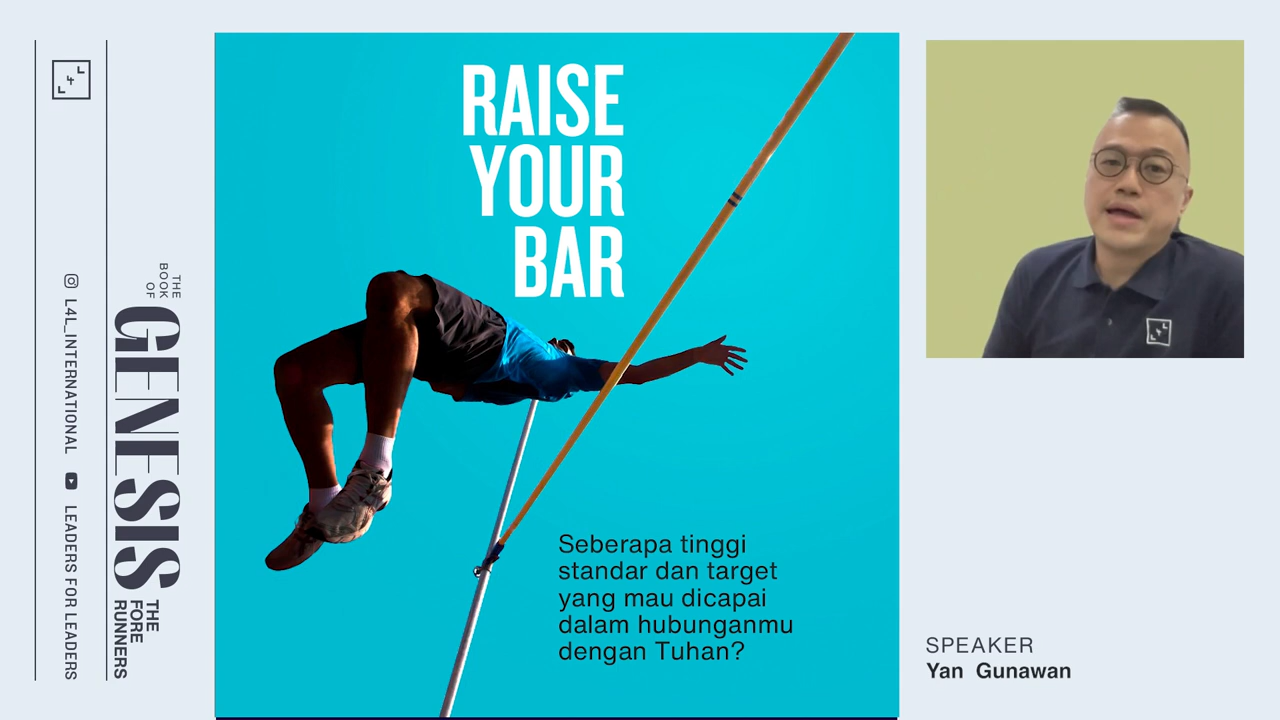 THE
BOOK
OF
GENESIS
THE
FORE
RUNNERS
L4L_INTERNATIONAL
LEADERS FOR LEADERS
RAISE
YOUR
BAR
Seberapa tinggi
standar dan target
yang mau dicapai
dalam hubunganmu
dengan Tuhan?
SPEAKER
Yan Gunawan